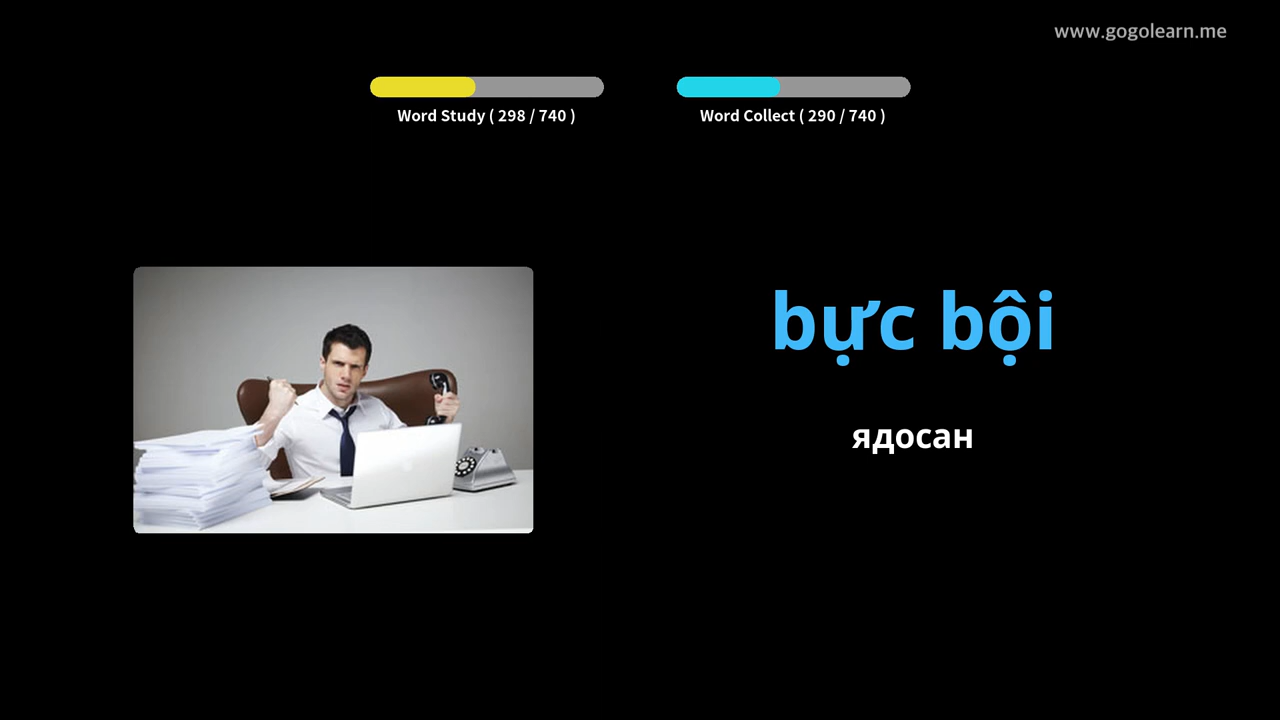 www.gogolearn.me
Word Study ( 298 / 740 )
Word Collect ( 290 / 740 )
bực bội
ядосан